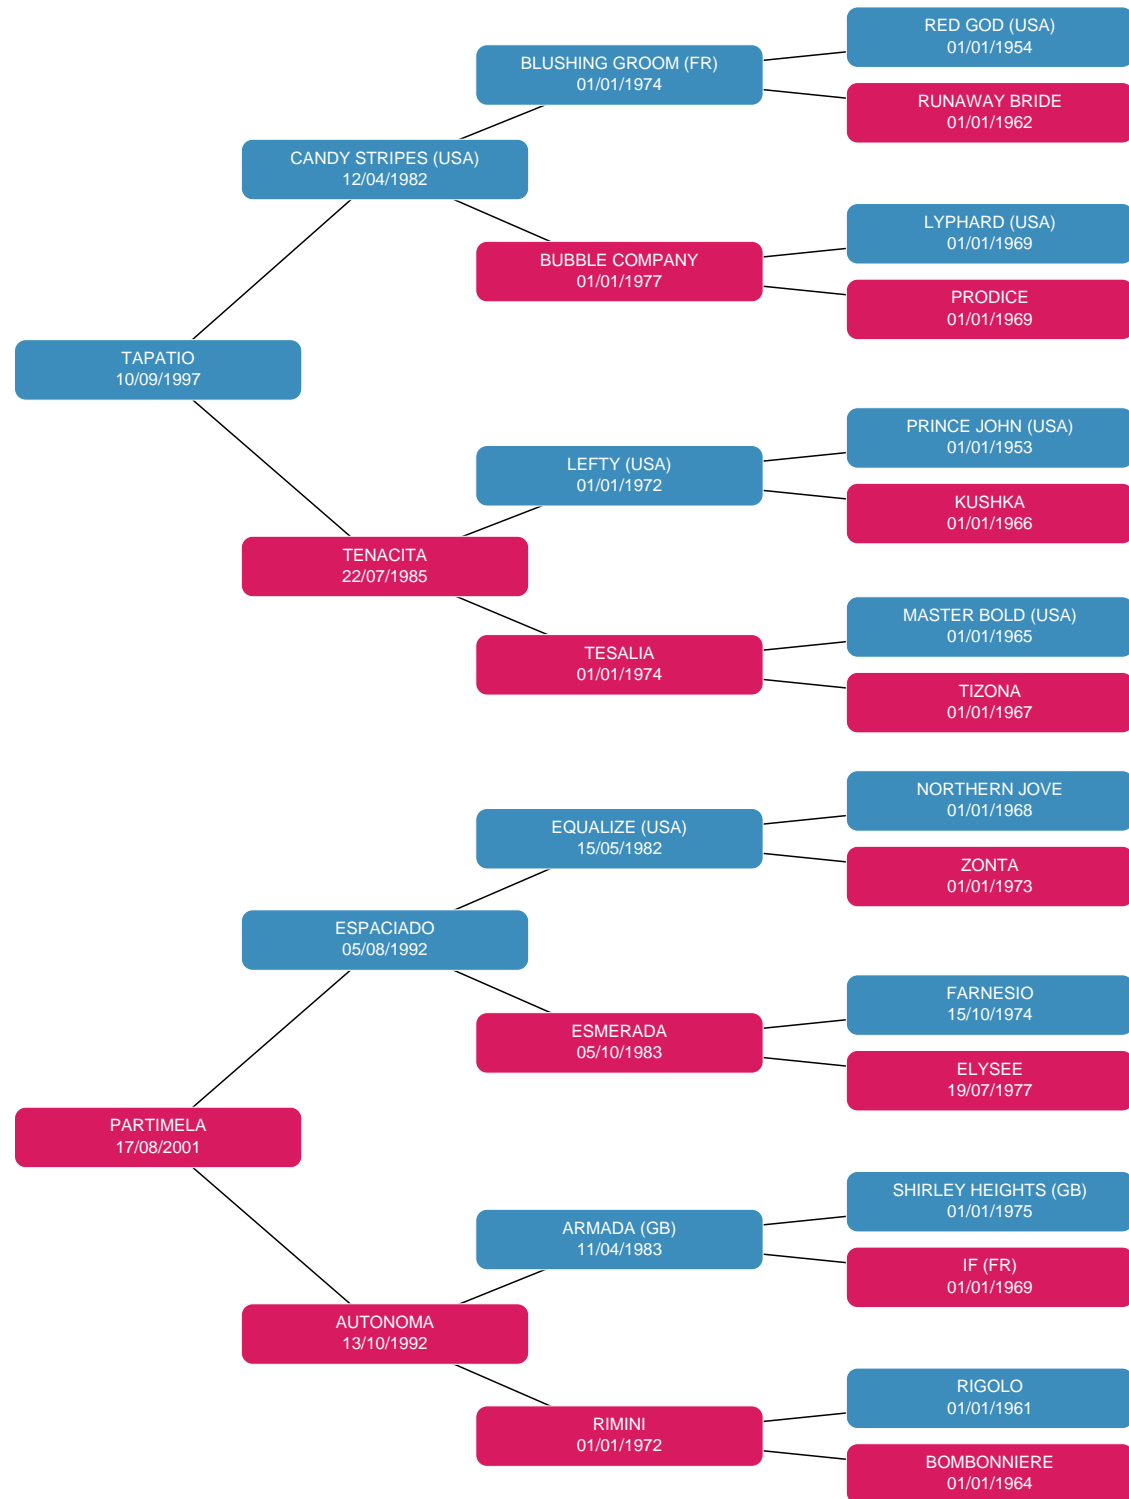 RED GOD (USA)
01/01/1954
BLUSHING GROOM (FR)
01/01/1974
RUNAWAY BRIDE
01/01/1962
CANDY STRIPES (USA)
12/04/1982
LYPHARD (USA)
01/01/1969
BUBBLE COMPANY
01/01/1977
PRODICE
01/01/1969
TAPATIO
10/09/1997
PRINCE JOHN (USA)
01/01/1953
LEFTY (USA)
01/01/1972
KUSHKA
01/01/1966
TENACITA
22/07/1985
MASTER BOLD (USA)
01/01/1965
TESALIA
01/01/1974
TIZONA
01/01/1967
NORTHERN JOVE
01/01/1968
EQUALIZE (USA)
15/05/1982
ZONTA
01/01/1973
ESPACIADO
05/08/1992
FARNESIO
15/10/1974
ESMERADA
05/10/1983
ELYSEE
19/07/1977
PARTIMELA
17/08/2001
SHIRLEY HEIGHTS (GB)
01/01/1975
ARMADA (GB)
11/04/1983
IF (FR)
01/01/1969
AUTONOMA
13/10/1992
RIGOLO
01/01/1961
RIMINI
01/01/1972
BOMBONNIERE
01/01/1964